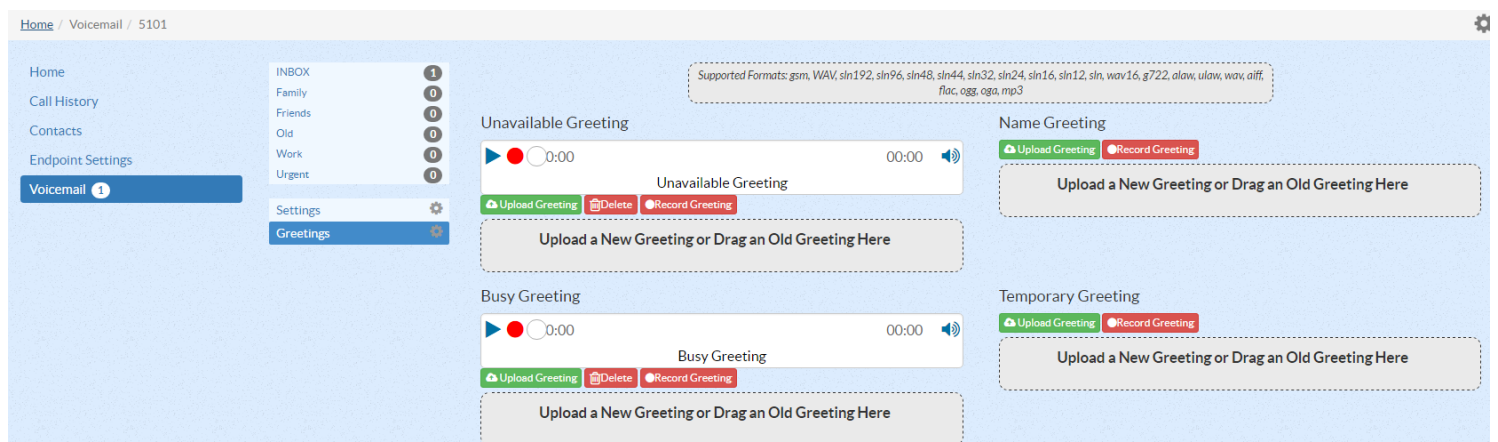 Home / Voicemail / 5101
Home
Call History
Contacts
Endpoint Settings
Voicemail 1
INBOX 1
Family 0
Friends 0
Old 0
Work 0
Urgent 0
Settings
Greetings
Supported Formats: gsm, WAV, sln192, sln96, sln48, sln44, sln32, sln24, sln16, sln12, sln, wav16, g722, alaw, ulaw, wav, aiff,
flac, ogg, oga, mp3
Unavailable Greeting
0:00 00:00
Unavailable Greeting
Upload Greeting Delete Record Greeting
Upload a New Greeting or Drag an Old Greeting Here
Name Greeting
Upload Greeting Record Greeting
Upload a New Greeting or Drag an Old Greeting Here
Busy Greeting
0:00 00:00
Busy Greeting
Upload Greeting Delete Record Greeting
Upload a New Greeting or Drag an Old Greeting Here
Temporary Greeting
Upload Greeting Record Greeting
Upload a New Greeting or Drag an Old Greeting Here